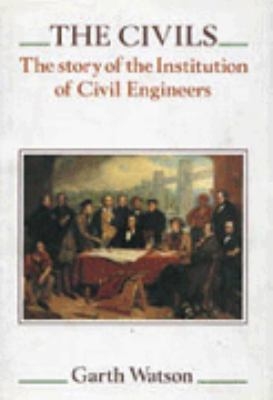 THE CIVILS
The story of the Institution
of Civil Engineers
Garth Watson